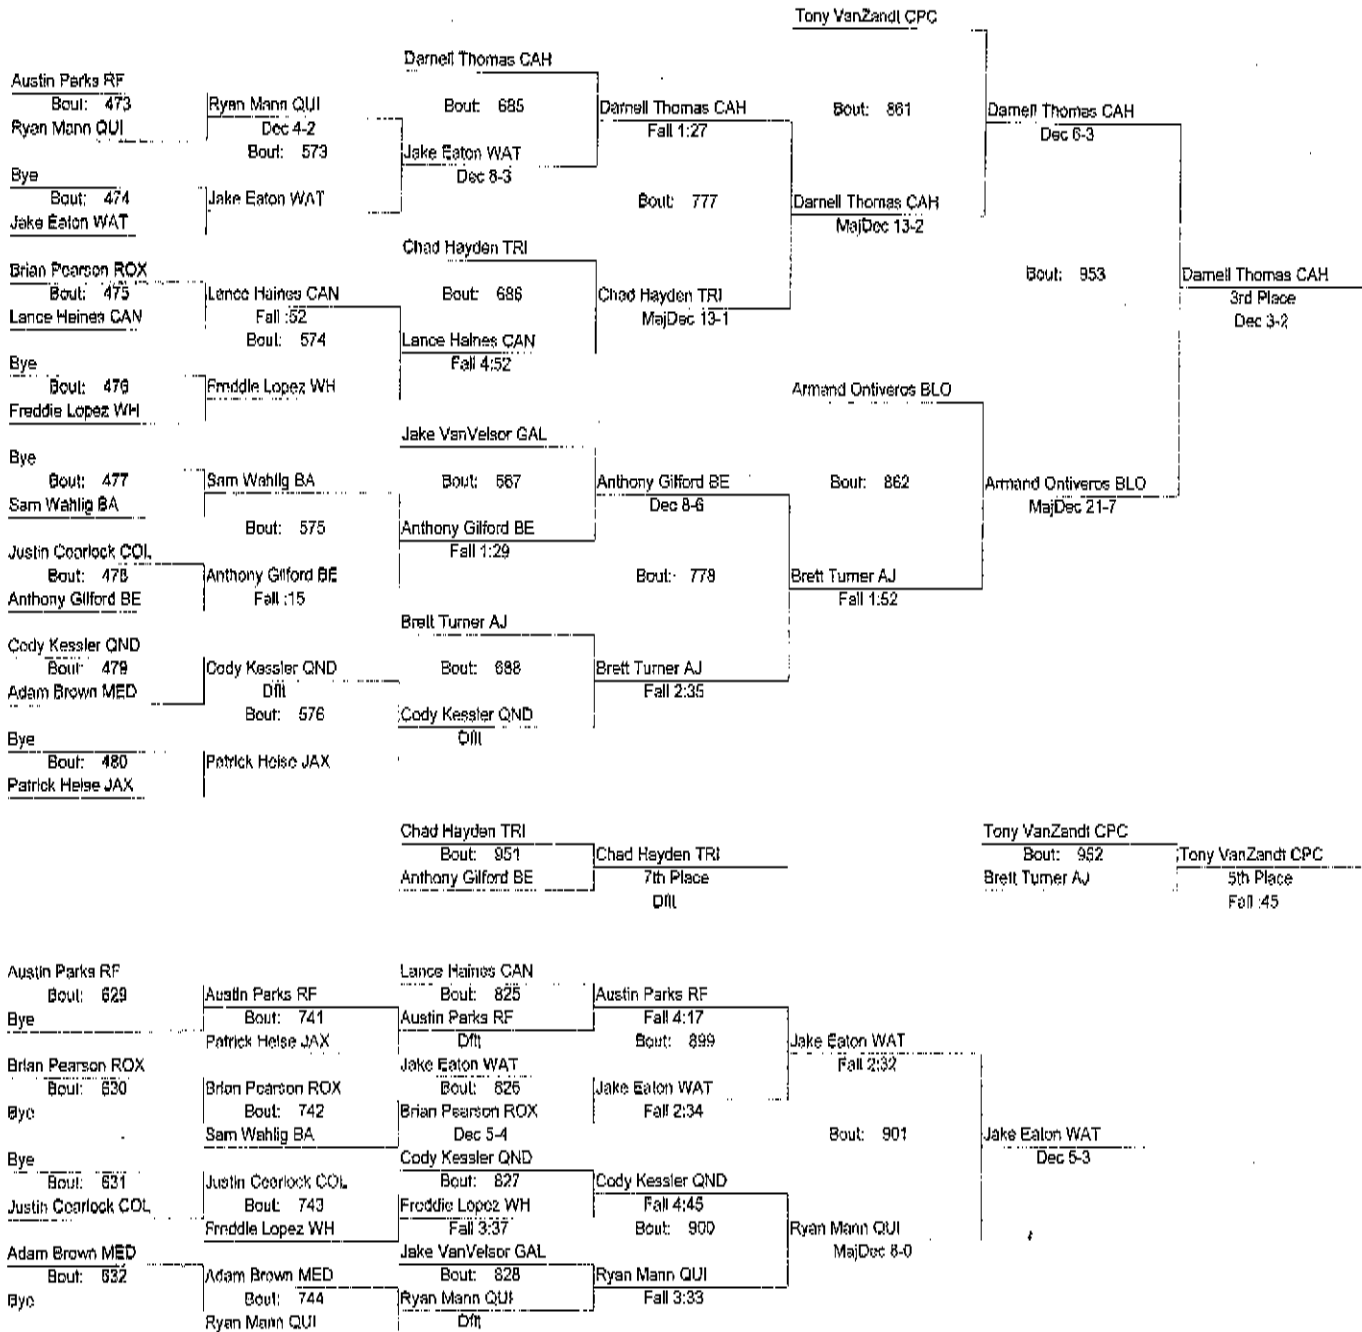 Tony VanZandt CPC
Darnell Thomas CAH
Austin Parks RF
Bout: 473
Ryan Mann QUI
Ryan Mann QUI
Dec 4-2
Bout: 685
Darnell Thomas CAH
Fall 1:27
Bout: 861
Darnell Thomas CAH
Dec 6-3
Bout: 573
Jake Eaton WAT
Dec 8-3
Bye
Bout: 474
Jake Eaton WAT
Jake Eaton WAT
Bout: 777
Darnell Thomas CAH
MajDec 13-2
Chad Hayden TRI
Brian Pearson ROX
Bout: 475
Lance Haines CAN
Lance Haines CAN
Fall :52
Bout: 686
Chad Hayden TRI
MajDec 13-1
Bout: 953
Darnell Thomas CAH
3rd Place
Dec 3-2
Bout: 574
Lance Haines CAN
Fall 4:52
Bye
Bout: 476
Freddie Lopez WH
Freddie Lopez WH
Armand Ontiveros BLO
Jake VanVelsor GAL
Bye
Bout: 477
Sam Wahlig BA
Sam Wahlig BA
Bout: 687
Anthony Gilford BE
Dec 8-6
Bout: 862
Armand Ontiveros BLO
MajDec 21-7
Bout: 575
Anthony Gilford BE
Fall 1:29
Justin Coarlock COL
Bout: 478
Anthony Gilford BE
Anthony Gilford BE
Fall :15
Bout: 778
Brett Turner AJ
Fall 1:52
Brett Turner AJ
Cody Kessler QND
Bout: 479
Adam Brown MED
Cody Kessler QND
Dflt
Bout: 688
Brett Turner AJ
Fall 2:35
Bout: 576
Cody Kessler QND
Dflt
Bye
Bout: 480
Patrick Heise JAX
Patrick Heise JAX
Chad Hayden TRI
Bout: 951
Anthony Gilford BE
Chad Hayden TRI
7th Place
Dflt
Tony VanZandt CPC
Bout: 952
Brett Turner AJ
Tony VanZandt CPC
5th Place
Fall :45
Austin Parks RF
Bout: 629
Bye
Austin Parks RF
Bout: 741
Patrick Heise JAX
Lance Haines CAN
Bout: 825
Austin Parks RF
Dflt
Austin Parks RF
Fall 4:17
Bout: 899
Jake Eaton WAT
Fall 2:32
Brian Pearson ROX
Bout: 630
Bye
Brian Pearson ROX
Bout: 742
Sam Wahlig BA
Jake Eaton WAT
Bout: 826
Brian Pearson ROX
Dec 5-4
Jake Eaton WAT
Fall 2:34
Bout: 901
Jake Eaton WAT
Dec 5-3
Bye
Bout: 631
Justin Coarlock COL
Justin Coarlock COL
Bout: 743
Freddie Lopez WH
Cody Kessler QND
Bout: 827
Freddie Lopez WH
Fall 3:37
Cody Kessler QND
Fall 4:45
Bout: 900
Ryan Mann QUI
MajDec 8-0
Adam Brown MED
Bout: 632
Bye
Adam Brown MED
Bout: 744
Ryan Mann QUI
Jake VanVelsor GAL
Bout: 828
Ryan Mann QUI
Dflt
Ryan Mann QUI
Fall 3:33